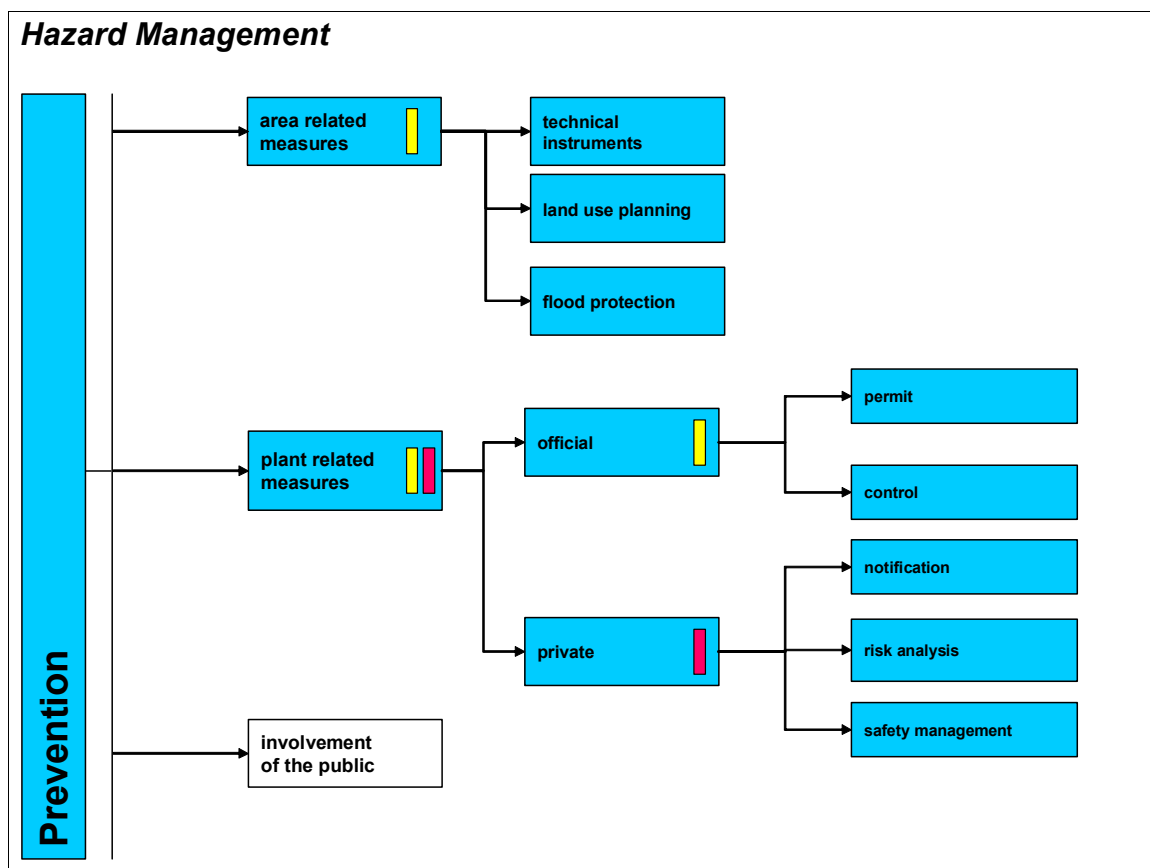 Hazard Management
Prevention
area related
measures
technical
instruments
land use planning
flood protection
plant related
measures
official
permit
control
private
notification
risk analysis
safety management
involvement
of the public